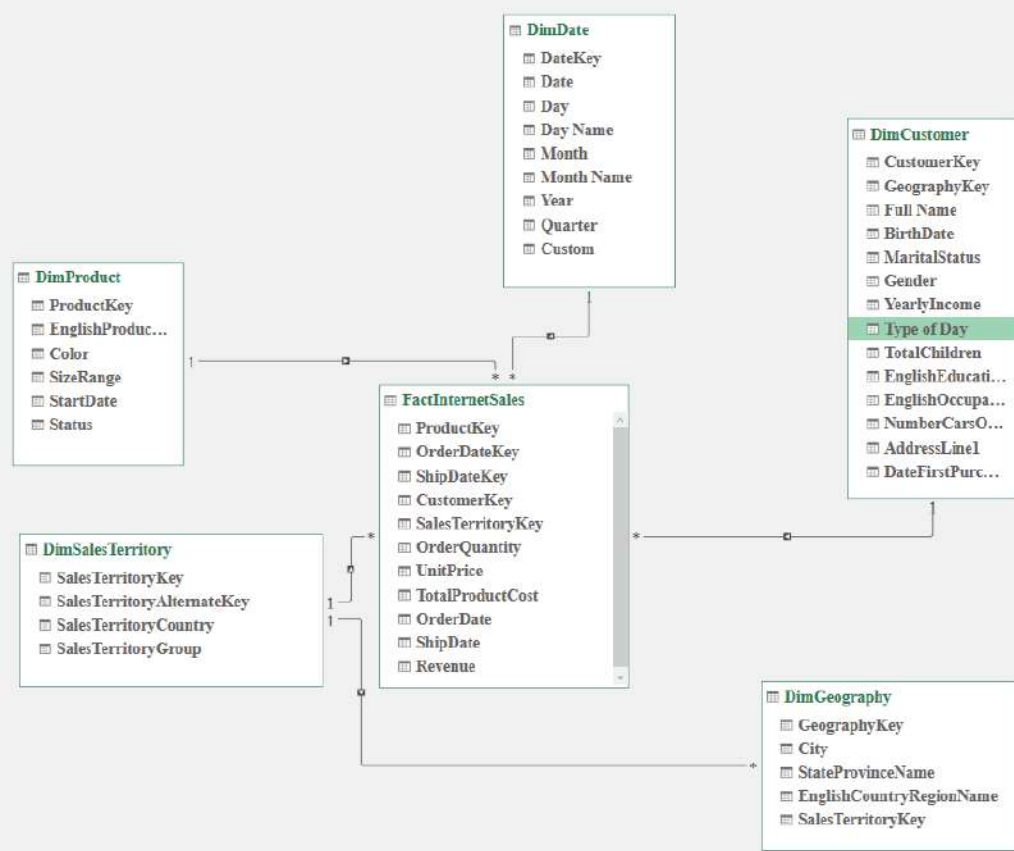 DimDate
DateKey
Date
Day
Day Name
Month
Month Name
Year
Quarter
Custom
1
DimCustomer
CustomerKey
GeographyKey
Full Name
BirthDate
MaritalStatus
Gender
YearlyIncome
Type of Day
TotalChildren
EnglishEducati...
EnglishOccupa...
NumberCarsO...
AddressLine1
DateFirstPurc...
1
DimProduct
ProductKey
EnglishProduc...
Color
SizeRange
StartDate
Status
1
* *
FactInternetSales
ProductKey
OrderDateKey
ShipDateKey
CustomerKey
SalesTerritoryKey
OrderQuantity
UnitPrice
TotalProductCost
OrderDate
ShipDate
Revenue
*
*
DimSalesTerritory
SalesTerritoryKey
SalesTerritoryAlternateKey
SalesTerritoryCountry
SalesTerritoryGroup
1
1
*
DimGeography
GeographyKey
City
StateProvinceName
EnglishCountryRegionName
SalesTerritoryKey